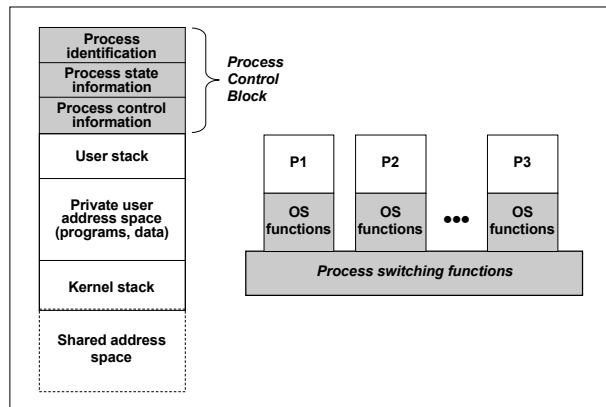 Process
identification
Process state
information
Process control
information
User stack
Private user
address space
(programs, data)
Kernel stack
Shared address
space
Process
Control
Block
P1
P2
P3
OS
functions
OS
functions
•••
OS
functions
Process switching functions